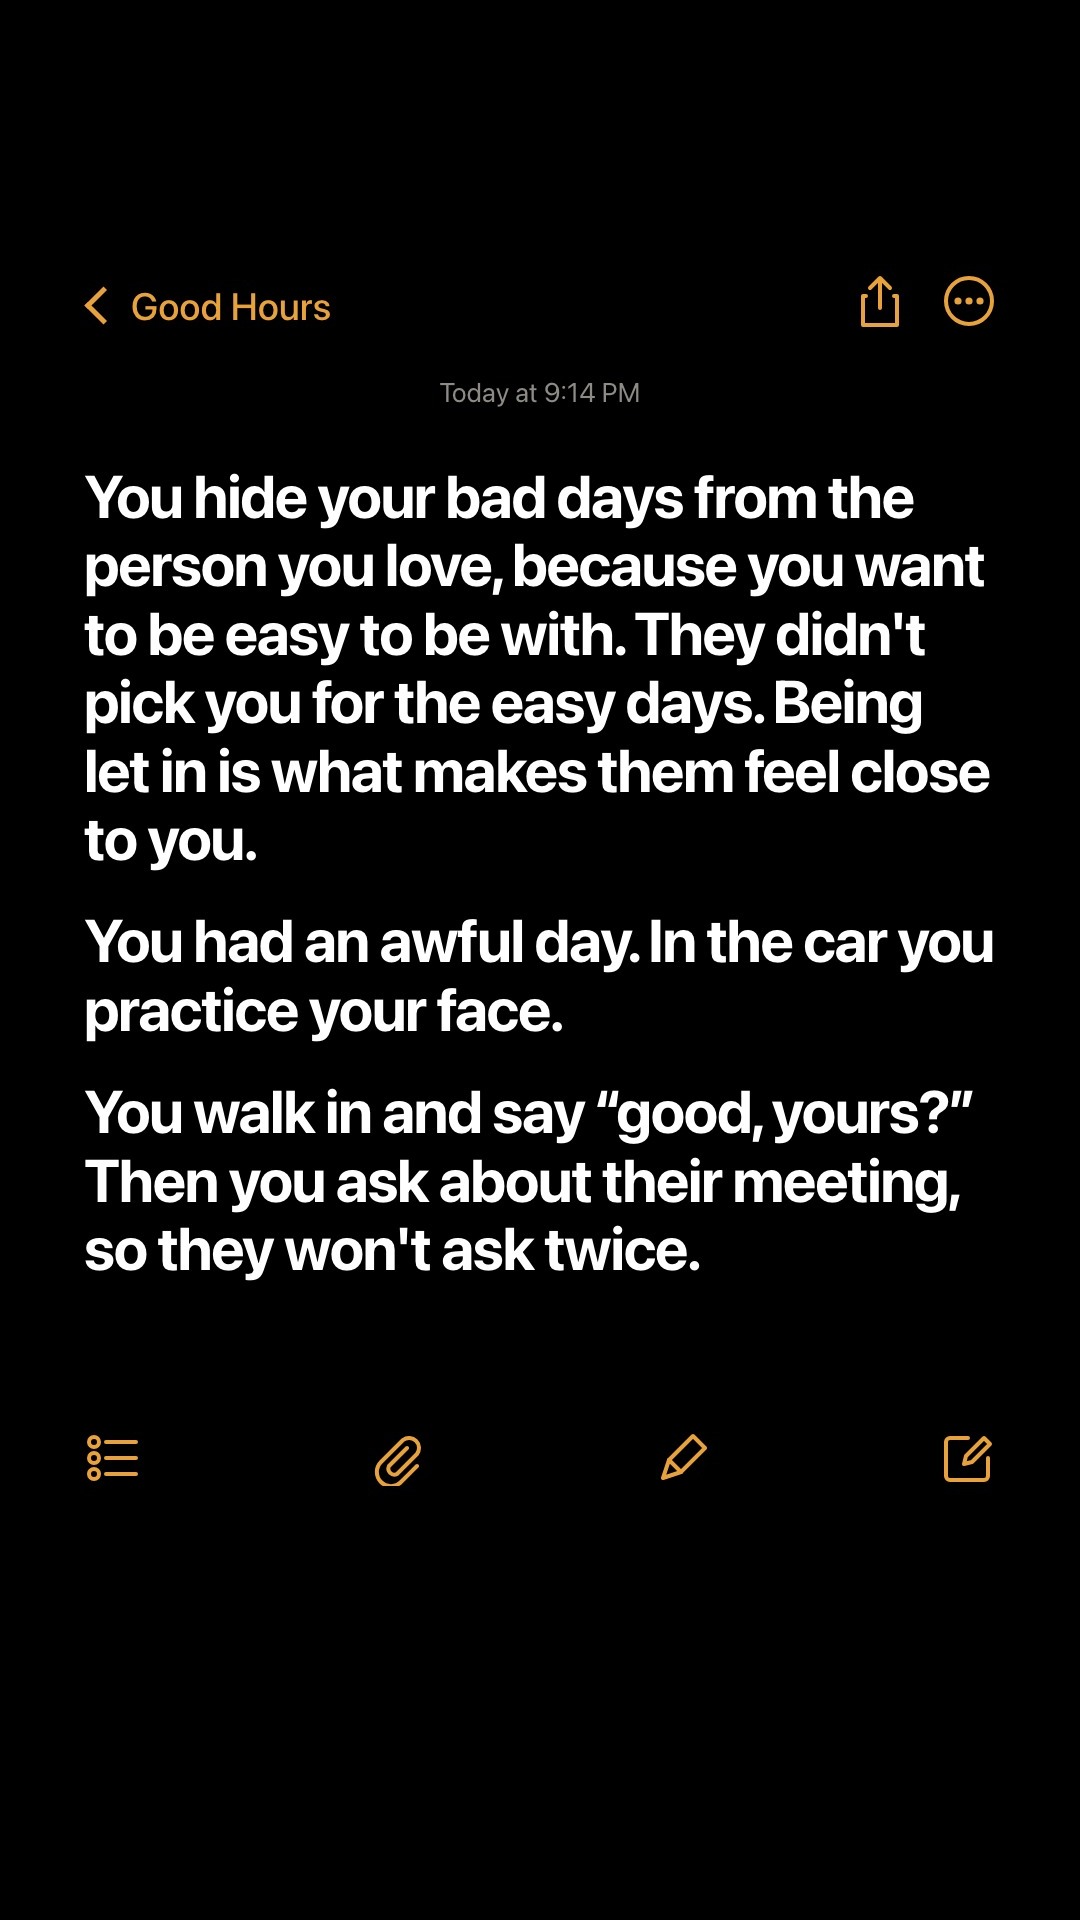 Good Hours
Today at 9:14 PM
You hide your bad days from the
person you love, because you want
to be easy to be with. They didn't
pick you for the easy days. Being
let in is what makes them feel close
to you.
You had an awful day. In the car you
practice your face.
You walk in and say “good, yours?”
Then you ask about their meeting,
so they won't ask twice.